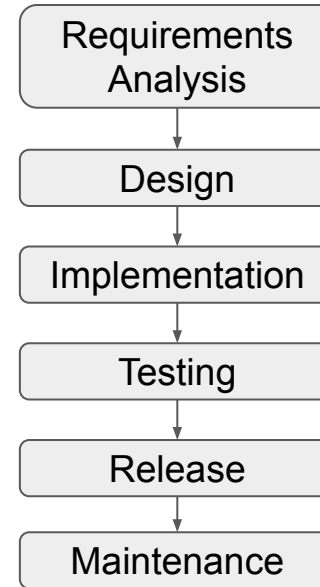 Requirements
Analysis
Design
Implementation
Testing
Release
Maintenance